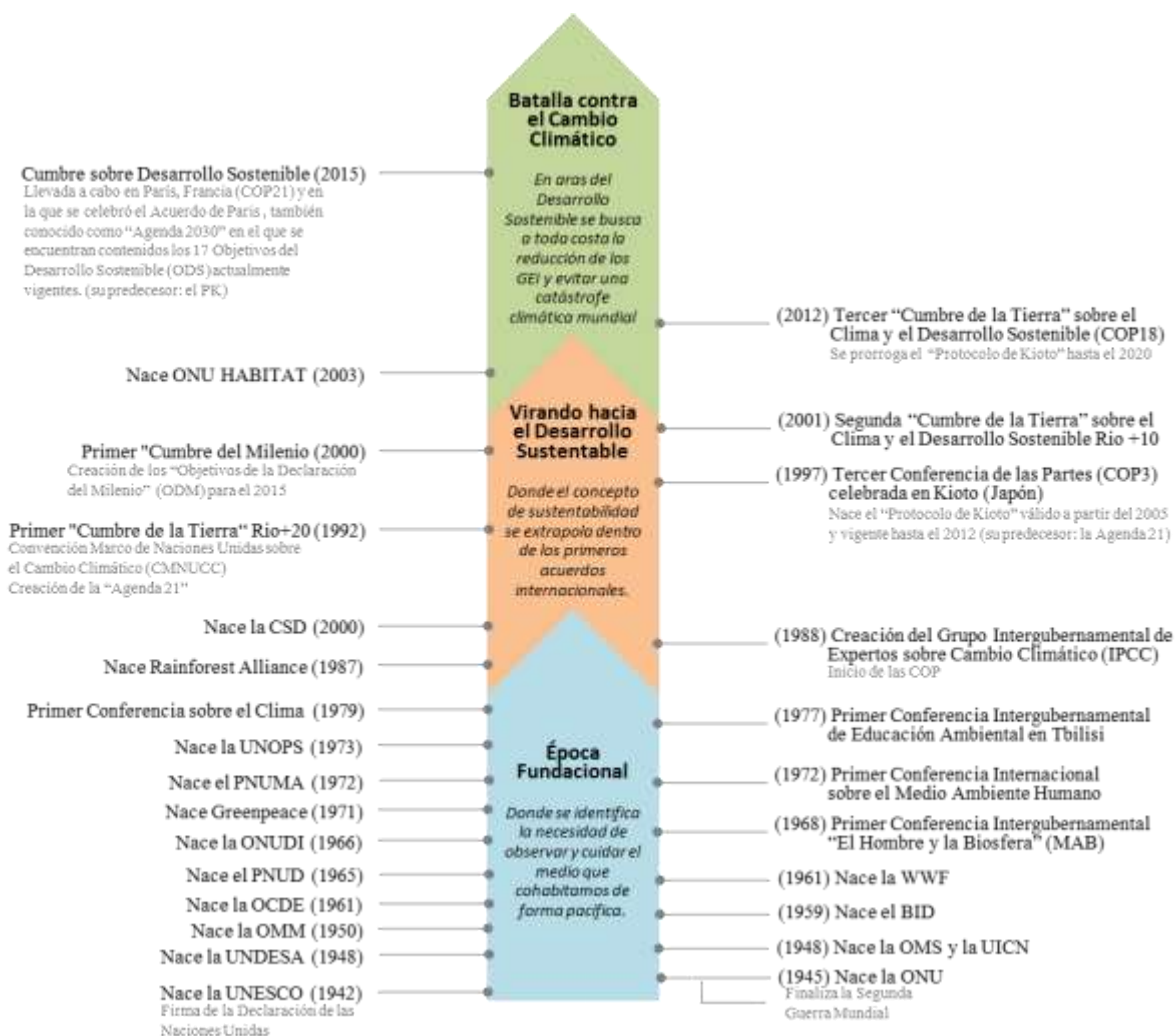 Batalla contra
el Cambio
Climático
En aras del
Desarrollo
Sostenible se busca
a toda costa la
reducción de los
GEI y evitar una
catástrofe
climática mundial
Virando hacia
el Desarrollo
Sustentable
Donde el concepto
de sustentabilidad
se extrapola dentro
de los primeros
acuerdos
internacionales.
Época
Fundacional
Donde se identifica
la necesidad de
observar y cuidar el
medio que
cohabitamos de
forma pacífica.
Cumbre sobre Desarrollo Sostenible (2015)
Llevada a cabo en París, Francia (COP21) y en
la que se celebró el Acuerdo de París , también
conocido como “Agenda 2030” en el que se
encuentran contenidos los 17 Objetivos del
Desarrollo Sostenible (ODS) actualmente
vigentes. (su predecesor: el PK)
Nace ONU HABITAT (2003)
Primer "Cumbre del Milenio (2000)
Creación de los “Objetivos de la Declaración
del Milenio” (ODM) para el 2015
Primer "Cumbre de la Tierra” Rio+20 (1992)
Convención Marco de Naciones Unidas sobre
el Cambio Climático (CMNUCC)
Creación de la “Agenda 21”
Nace la CSD (2000)
Nace Rainforest Alliance (1987)
Primer Conferencia sobre el Clima (1979)
Nace la UNOPS (1973)
Nace el PNUMA (1972)
Nace Greenpeace (1971)
Nace la ONUDI (1966)
Nace el PNUD (1965)
Nace la OCDE (1961)
Nace la OMM (1950)
Nace la UNDESA (1948)
Nace la UNESCO (1942)
Firma de la Declaración de las
Naciones Unidas
(2012) Tercer “Cumbre de la Tierra” sobre el
Clima y el Desarrollo Sostenible (COP18)
Se prorroga el “Protocolo de Kioto” hasta el 2020
(2001) Segunda “Cumbre de la Tierra” sobre el
Clima y el Desarrollo Sostenible Rio +10
(1997) Tercer Conferencia de las Partes (COP3)
celebrada en Kioto (Japón)
Nace el “Protocolo de Kioto” válido a partir del 2005
y vigente hasta el 2012 (su predecesor: la Agenda 21)
(1988) Creación del Grupo Intergubernamental de
Expertos sobre Cambio Climático (IPCC)
Inicio de las COP
(1977) Primer Conferencia Intergubernamental
de Educación Ambiental en Tbilisi
(1972) Primer Conferencia Internacional
sobre el Medio Ambiente Humano
(1968) Primer Conferencia Intergubernamental
“El Hombre y la Biosfera” (MAB)
(1961) Nace la WWF
(1959) Nace el BID
(1948) Nace la OMS y la UICN
(1945) Nace la ONU
Finaliza la Segunda
Guerra Mundial